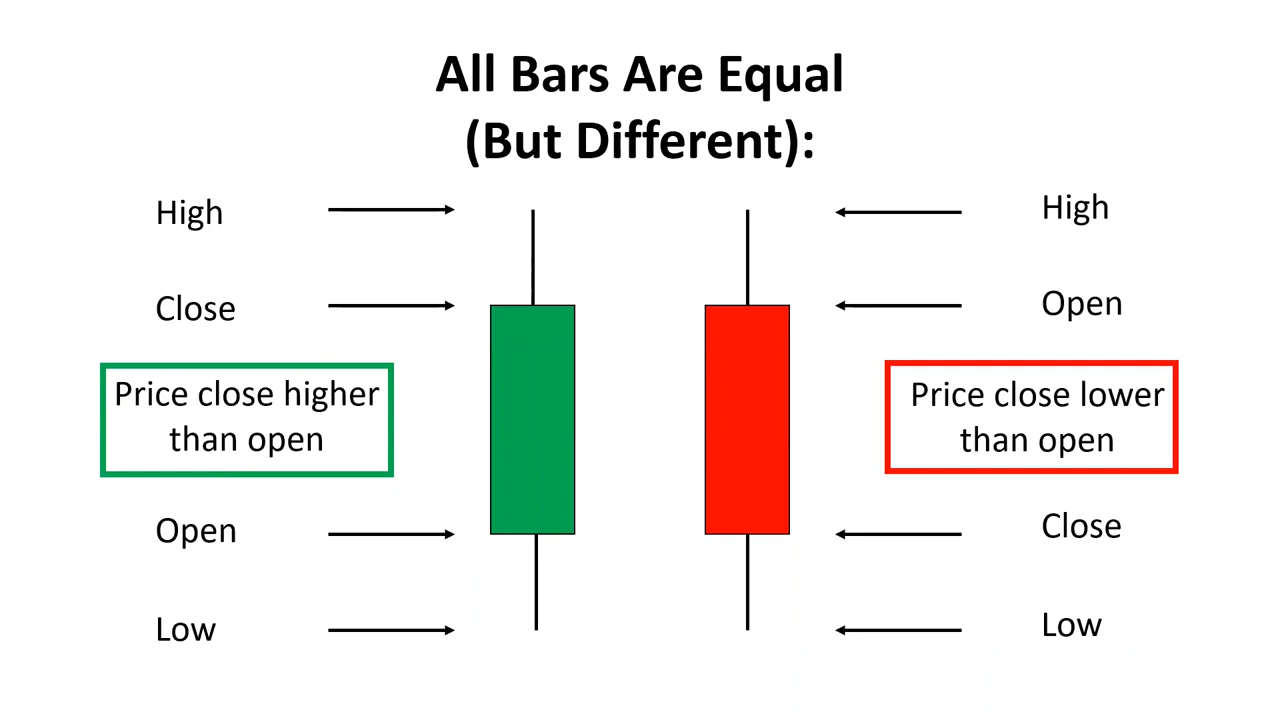 All Bars Are Equal
(But Different):
High
Close
Price close higher
than open
Open
Low
High
Open
Price close lower
than open
Close
Low